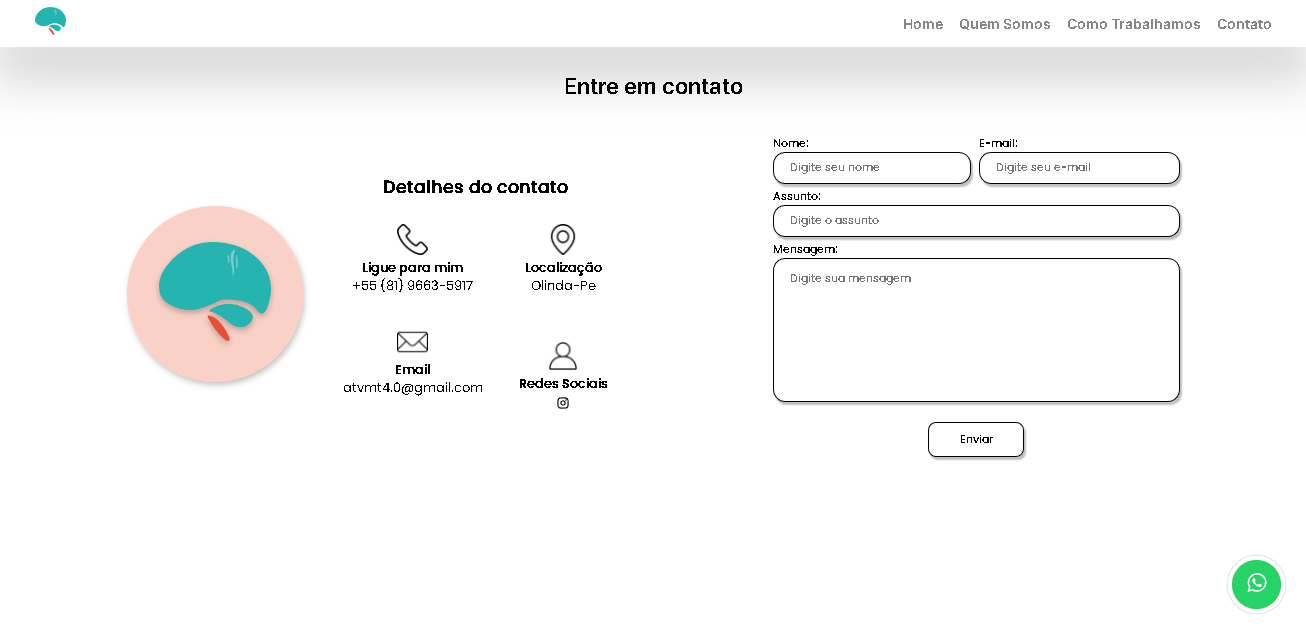 Home Quem Somos Como Trabalhamos Contato
Entre em contato
Detalhes do contato
Ligue para mim
+55 (81) 9663-5917
Localização
Olinda-Pe
Email
atvmt4.0@gmail.com
Redes Sociais
Nome:
Digite seu nome
E-mail:
Digite seu e-mail
Assunto:
Digite o assunto
Mensagem:
Digite sua mensagem
Enviar